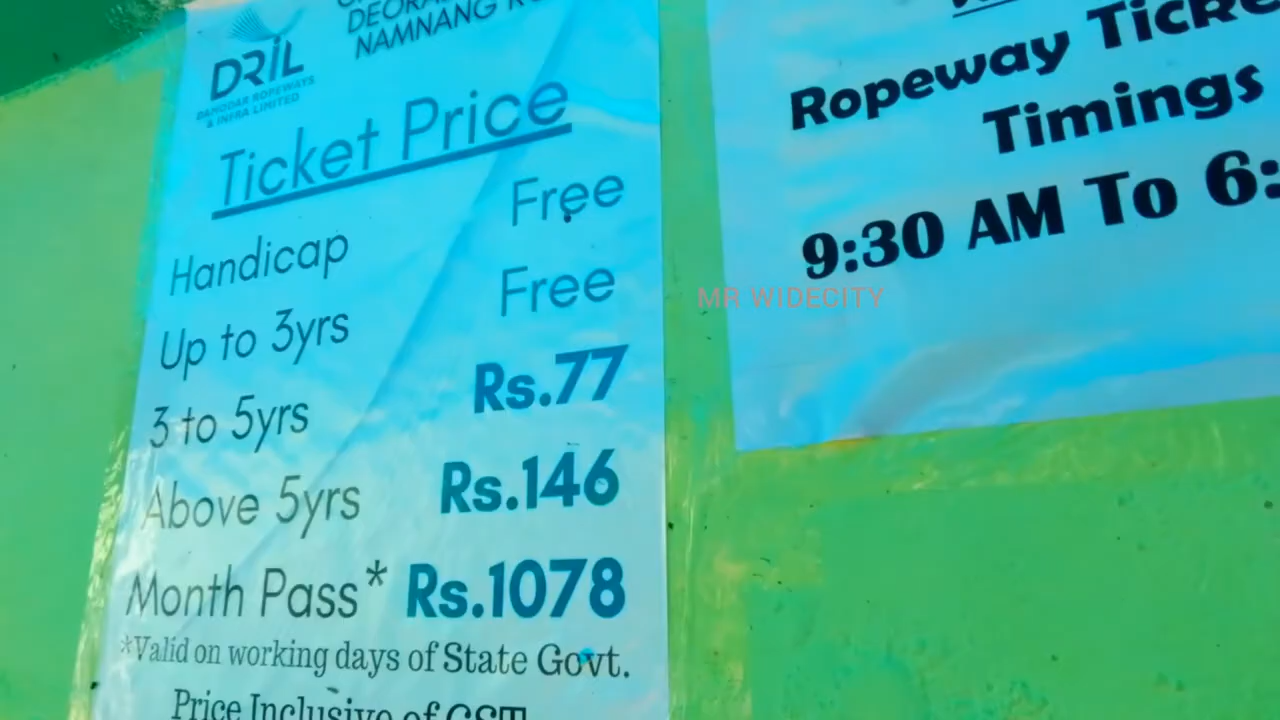 DRIL
DAMODAR ROPEWAYS
& INFRA LIMITED
NAMNANG
Ticket Price
Handicap Free
Up to 3yrs Free
3 to 5yrs Rs.77
Above 5yrs Rs.146
Month Pass* Rs.1078
*Valid on working days of State Govt.
Price Inclusive of GST
Ropeway
Timings
9:30 AM To 6:
MR WIDECITY